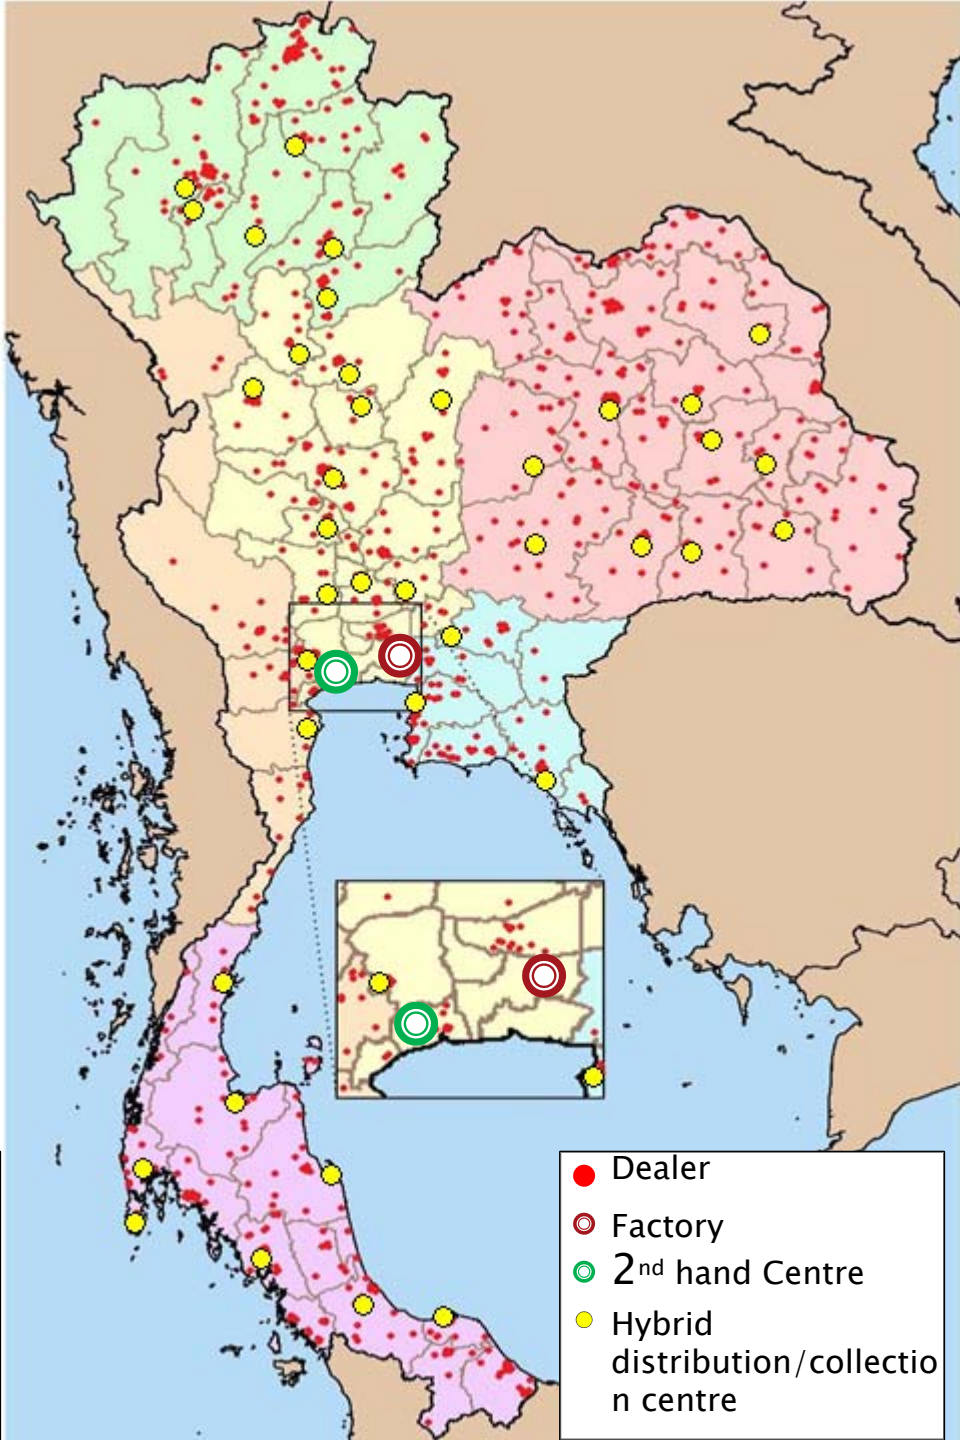 Dealer
Factory
2nd hand Centre
Hybrid
distribution/collectio
n centre